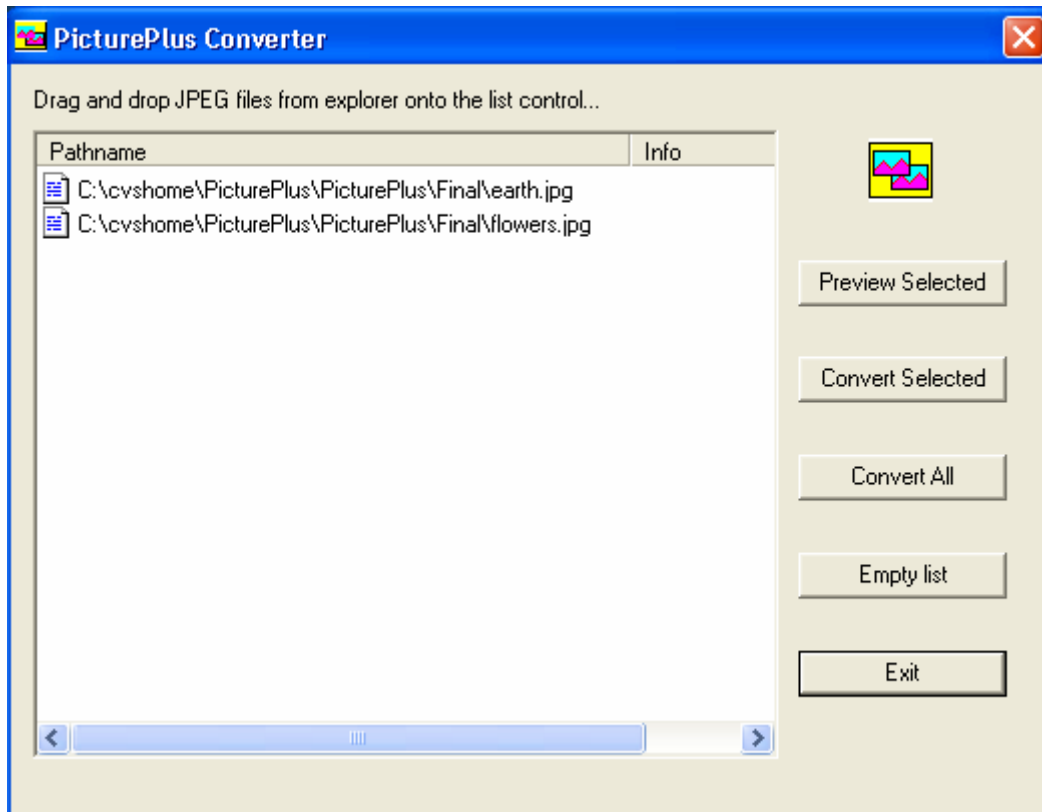 PicturePlus Converter
Drag and drop JPEG files from explorer onto the list control...
Pathname Info
C:\cvshome\PicturePlus\PicturePlus\Final\earth.jpg
C:\cvshome\PicturePlus\PicturePlus\Final\flowers.jpg
Preview Selected
Convert Selected
Convert All
Empty list
Exit